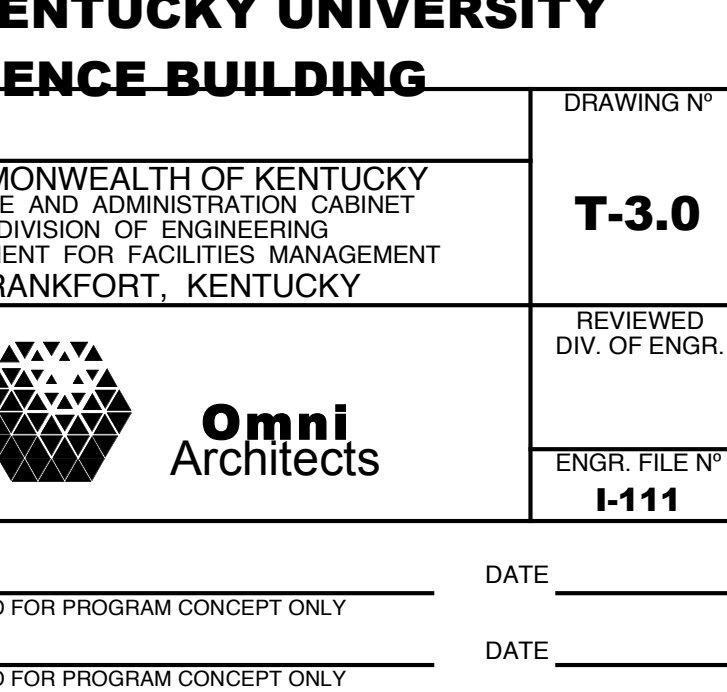 ENTUCKY UNIVERSITY
ENCE BUILDING
DRAWING Nº
T-3.0
MONWEALTH OF KENTUCKY
E AND ADMINISTRATION CABINET
DIVISION OF ENGINEERING
MENT FOR FACILITIES MANAGEMENT
RANKFORT, KENTUCKY
REVIEWED
DIV. OF ENGR.
Omni
Architects
ENGR. FILE Nº
I-111
DATE
D FOR PROGRAM CONCEPT ONLY
DATE
D FOR PROGRAM CONCEPT ONLY